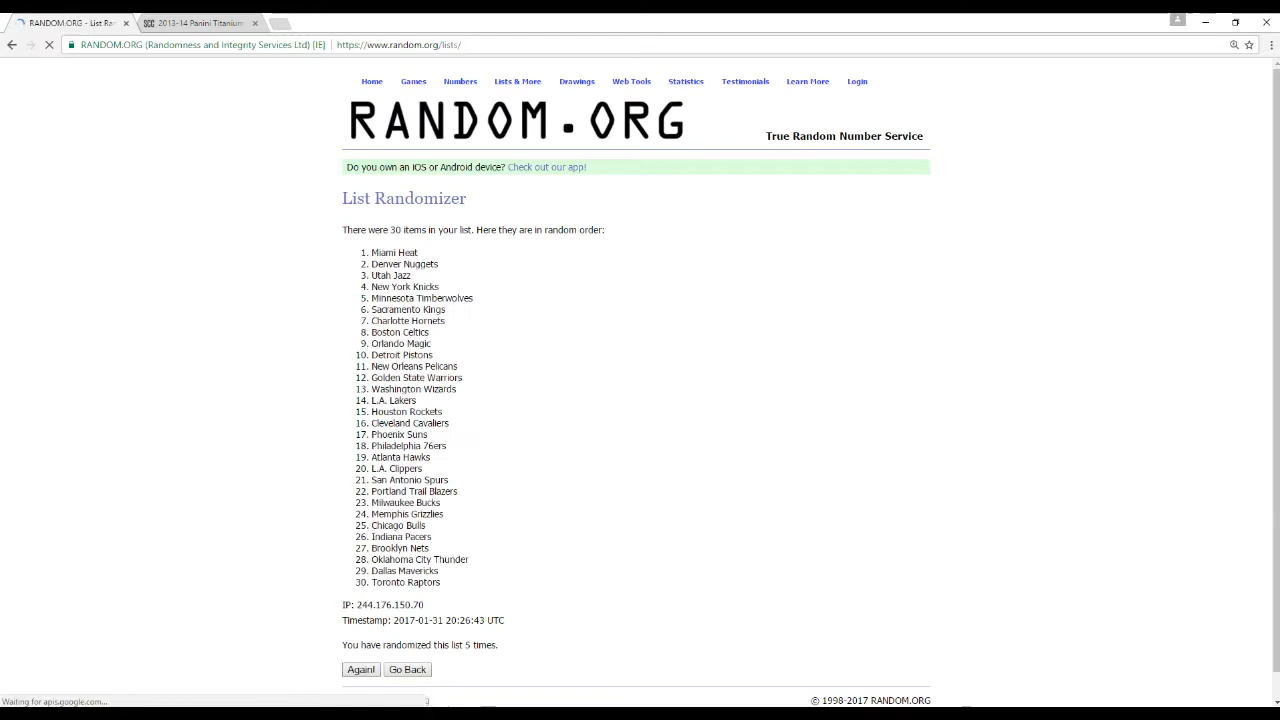 RANDOM.ORG - List Ra
SCC 2013-14 Panini Titanium
RANDOM.ORG (Randomness and Integrity Services Ltd) [IE] https://www.random.org/lists/
Home Games Numbers Lists & More Drawings Web Tools Statistics Testimonials Learn More Login
RANDOM.ORG
True Random Number Service
Do you own an iOS or Android device? Check out our app!
List Randomizer
There were 30 items in your list. Here they are in random order:
1. Miami Heat
2. Denver Nuggets
3. Utah Jazz
4. New York Knicks
5. Minnesota Timberwolves
6. Sacramento Kings
7. Charlotte Hornets
8. Boston Celtics
9. Orlando Magic
10. Detroit Pistons
11. New Orleans Pelicans
12. Golden State Warriors
13. Washington Wizards
14. L.A. Lakers
15. Houston Rockets
16. Cleveland Cavaliers
17. Phoenix Suns
18. Philadelphia 76ers
19. Atlanta Hawks
20. L.A. Clippers
21. San Antonio Spurs
22. Portland Trail Blazers
23. Milwaukee Bucks
24. Memphis Grizzlies
25. Chicago Bulls
26. Indiana Pacers
27. Brooklyn Nets
28. Oklahoma City Thunder
29. Dallas Mavericks
30. Toronto Raptors
IP: 244.176.150.70
Timestamp: 2017-01-31 20:26:43 UTC
You have randomized this list 5 times.
Again! Go Back
Waiting for apis.google.com...
© 1998-2017 RANDOM.ORG